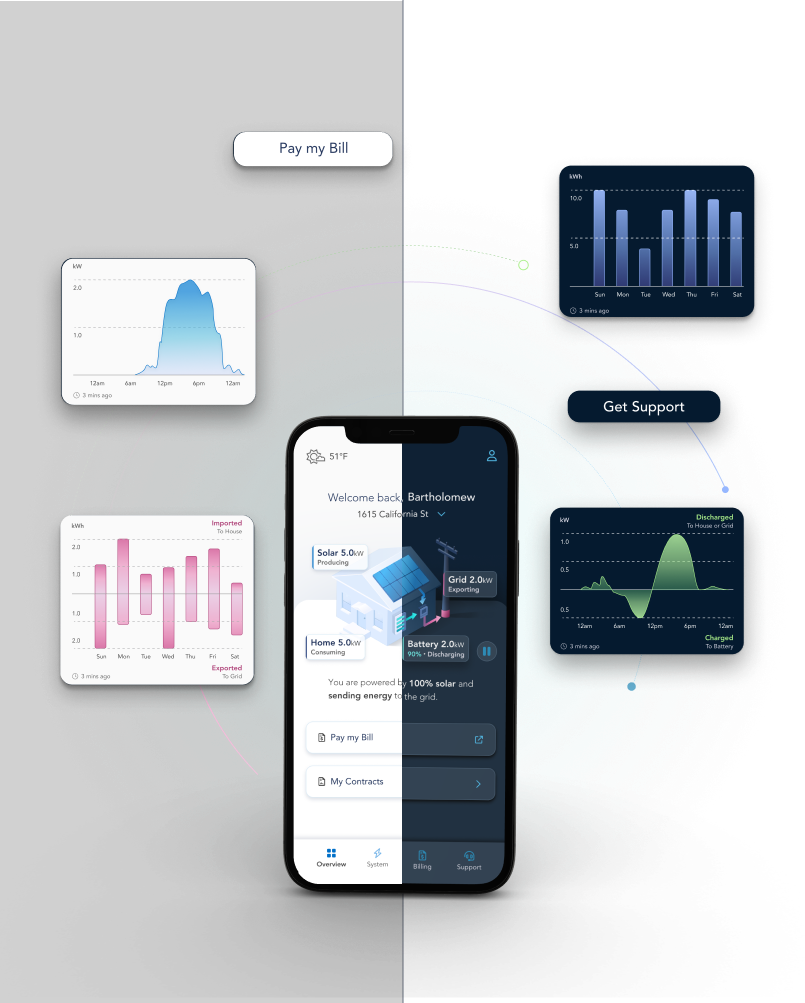 Pay my Bill
kWh
10.0
5.0
Sun Mon Tue Wed Thu Fri Sat
3 mins ago
kW
2.0
1.0
12am 6am 12pm 6pm 12am
3 mins ago
Get Support
51°F
Welcome back, Bartholomew
1615 California St
Solar 5.0kW
Producing
Grid 2.0kW
Exporting
Home 5.0kW
Consuming
Battery 2.0kW
90% • Discharging
You are powered by 100% solar and
sending energy to the grid.
Pay my Bill
My Contracts
Overview System Billing Support
kWh
Imported
To House
2.0
1.0
1.0
2.0
Sun Mon Tue Wed Thu Fri Sat
Exported
To Grid
3 mins ago
kW
Discharged
To House or Grid
1.0
0.5
0.5
12am 6am 12pm 6pm 12am
Charged
To Battery
3 mins ago